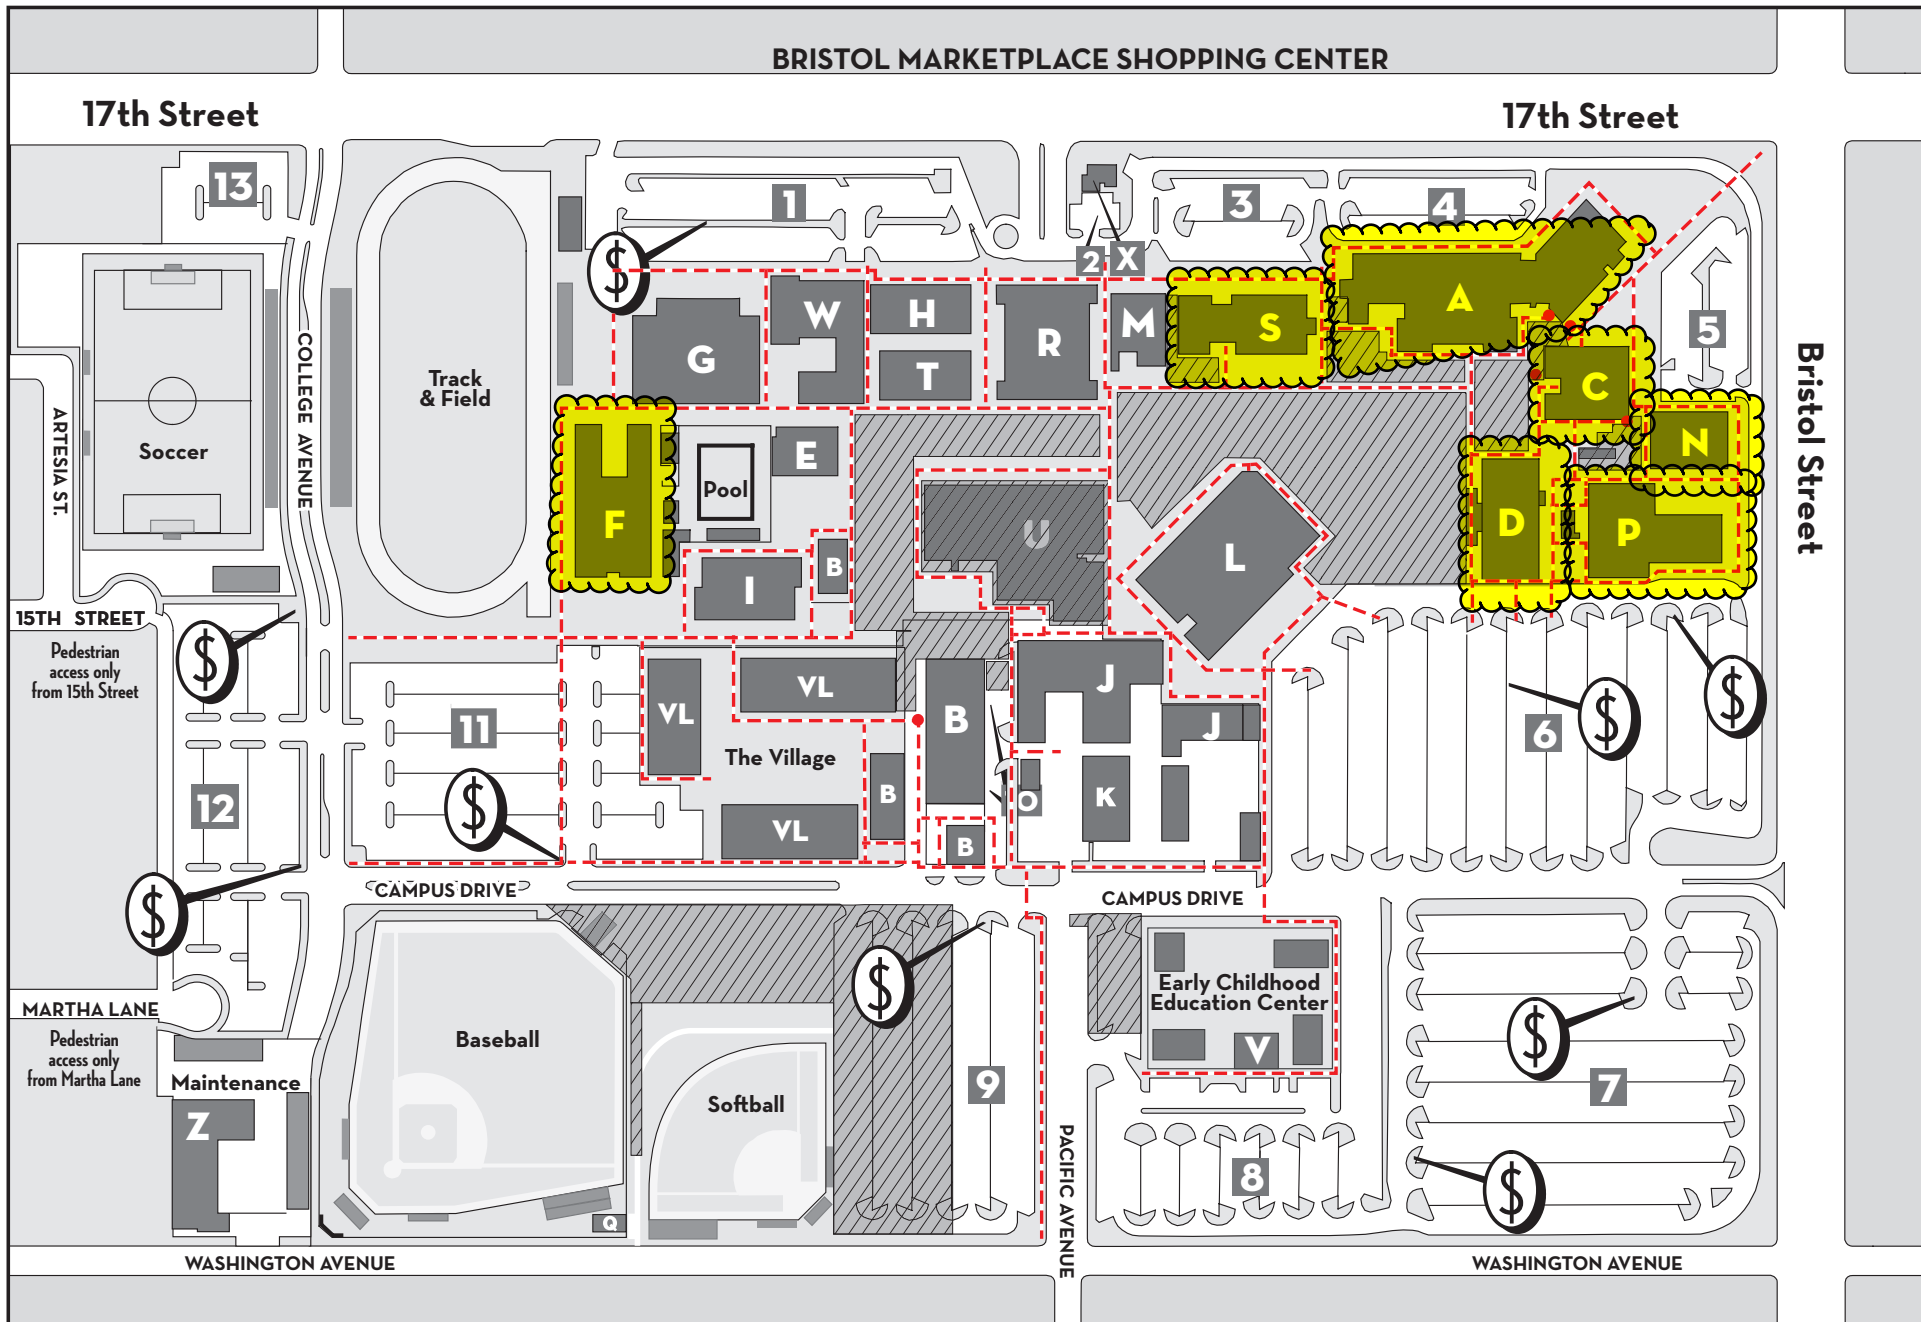 BRISTOL MARKETPLACE SHOPPING CENTER
17th Street
17th Street
13
1
3
4
2
X
5
A
S
M
R
H
T
W
G
C
N
D
P
F
E
Pool
I
B
U
L
Track
& Field
Soccer
COLLEGE AVENUE
ARTESIA ST.
Bristol Street
15TH STREET
Pedestrian
access only
from 15th Street
$
$
$
$
$
$
$
$
$
$
11
12
VL
VL
VL
The Village
B
B
B
J
J
O
K
6
CAMPUS DRIVE
CAMPUS DRIVE
MARTHA LANE
Pedestrian
access only
from Martha Lane
Maintenance
Z
Baseball
Softball
Q
9
Early Childhood
Education Center
V
7
8
PACIFIC AVENUE
WASHINGTON AVENUE
WASHINGTON AVENUE